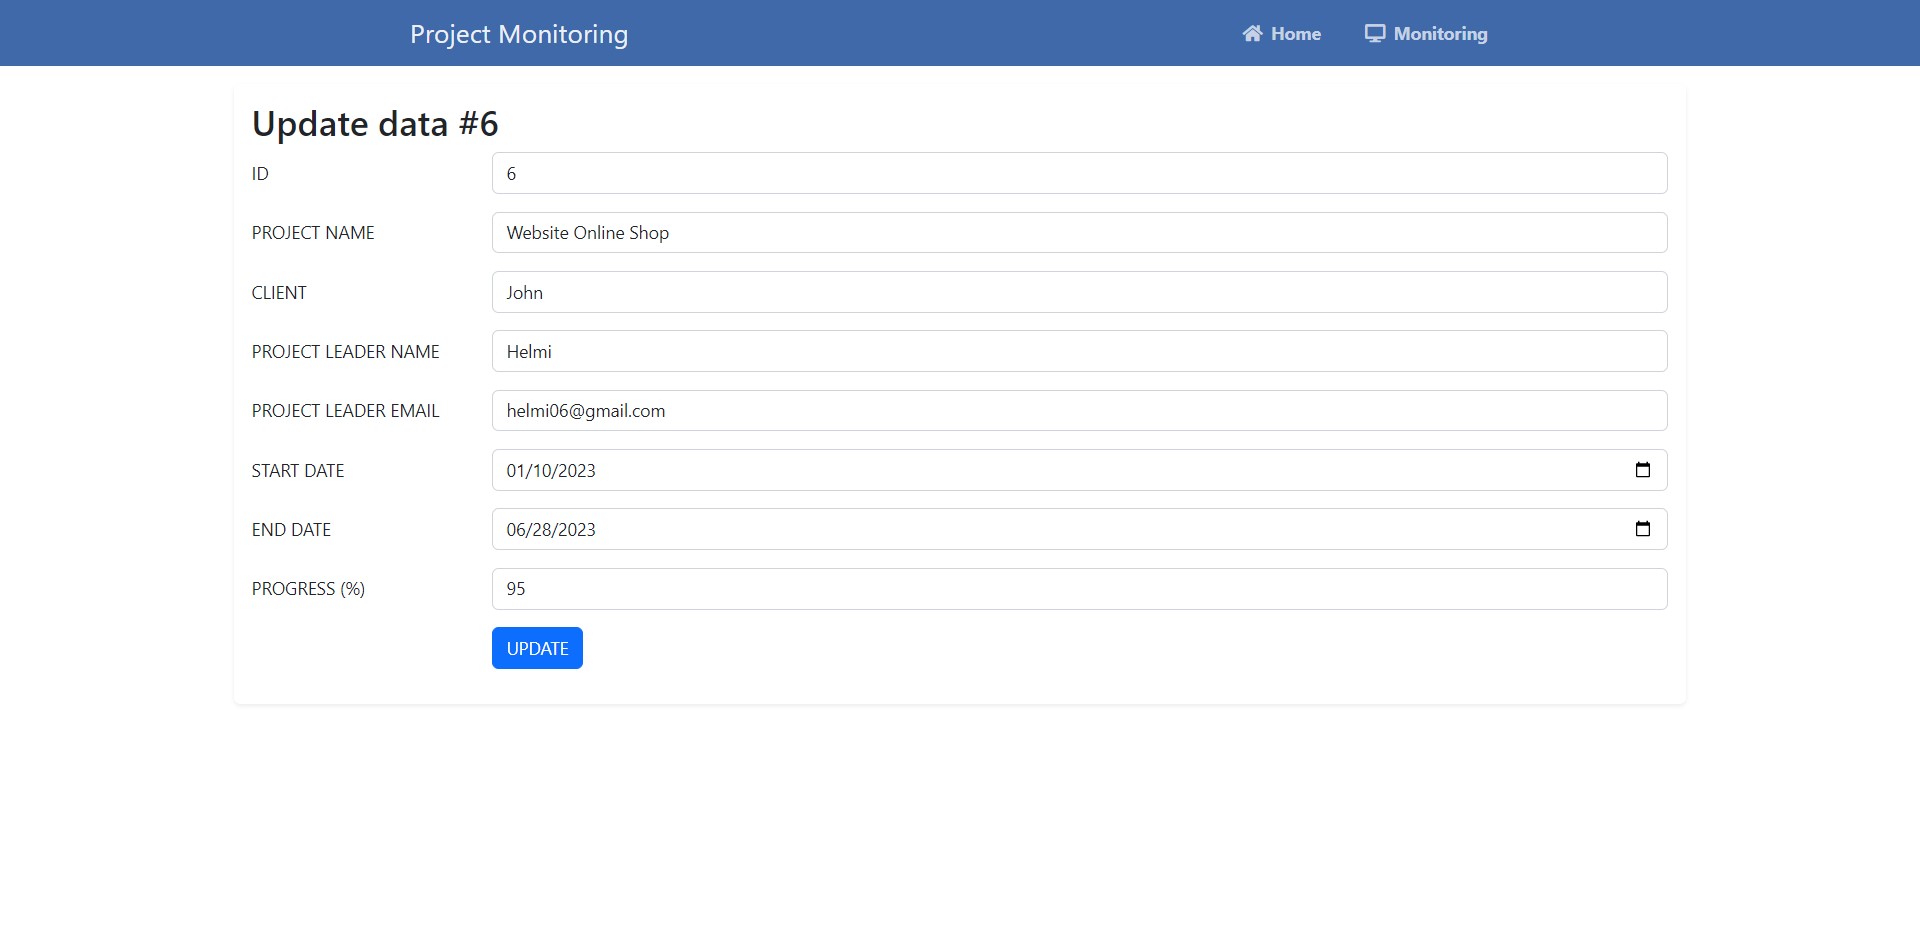 Project Monitoring Home Monitoring
Update data #6
ID 6
PROJECT NAME Website Online Shop
CLIENT John
PROJECT LEADER NAME Helmi
PROJECT LEADER EMAIL helmi06@gmail.com
START DATE 01/10/2023
END DATE 06/28/2023
PROGRESS (%) 95
UPDATE